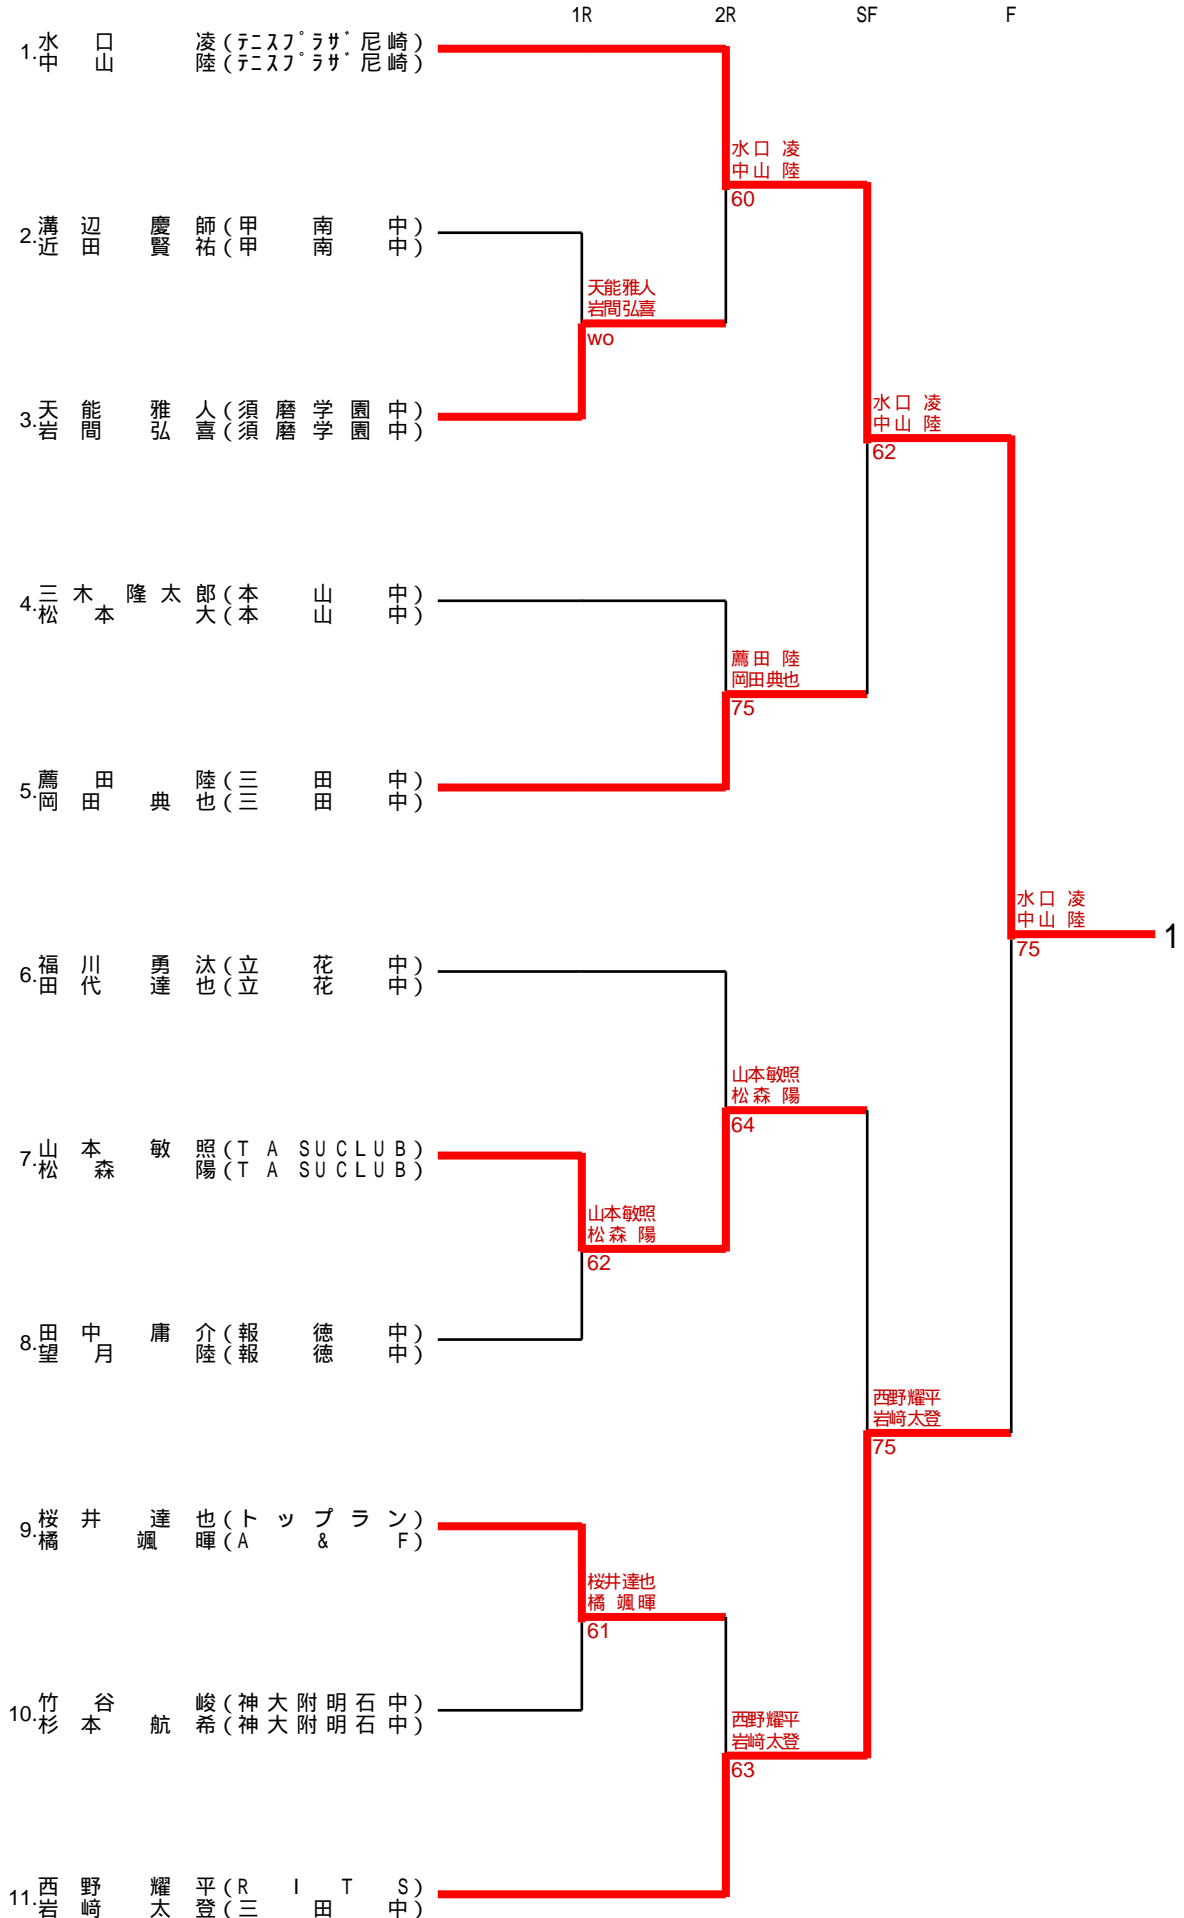 1R 2R SF F
1. 水口 凌(テニスプラザ尼崎)
中山 陸(テニスプラザ尼崎)
水口 凌
中山 陸
60
2. 溝辺 慶師(甲南中)
近田 賢祐(甲南中)
天能雅人
岩間弘喜
wo
3. 天能 雅人(須磨学園中)
岩間 弘喜(須磨学園中)
水口 凌
中山 陸
62
4. 三木 隆太郎(本山中)
松本 大(本山中)
薦田 陸
岡田典也
75
5. 薦田 陸(三田中)
岡田 典也(三田中)
水口 凌
中山 陸
75
1
6. 福川 勇汰(立花中)
田代 達也(立花中)
山本敏照
松森 陽
64
7. 山本 敏照(TA SUCLUB)
松森 陽(TA SUCLUB)
山本敏照
松森 陽
62
8. 田中 庸介(報徳中)
望月 陸(報徳中)
西野耀平
岩﨑太登
75
9. 桜井 達也(トップラン)
橘 颯暉(A&F)
桜井達也
橘 颯暉
61
10. 竹谷 峻(神大附明石中)
杉本 航希(神大附明石中)
西野耀平
岩﨑太登
63
11. 西野 耀平(RITS)
岩﨑 太登(三田中)